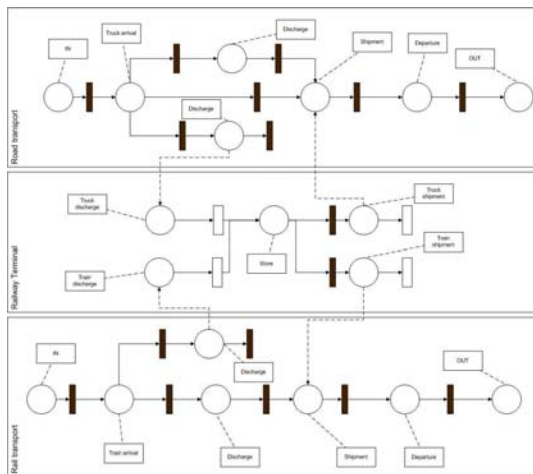 IN
Truck arrival
Discharge
Shipment
Departure
OUT
Discharge
Road transport
Truck
discharge
Truck
shipment
Store
Train
discharge
Train
shipment
Railway Terminal
IN
Discharge
OUT
Train arrival
Discharge
Shipment
Departure
Rail transport